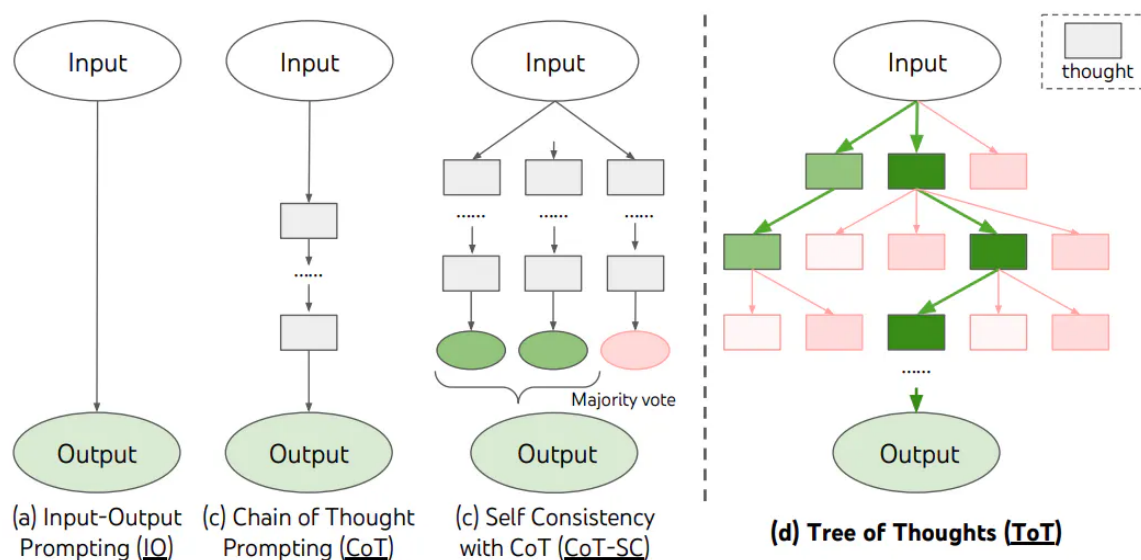 Input
Input
Input
Input
thought
......
......
......
......
......
Majority vote
Output
Output
Output
Output
(a) Input-Output
Prompting (IO)
(c) Chain of Thought
Prompting (CoT)
(c) Self Consistency
with CoT (CoT-SC)
(d) Tree of Thoughts (ToT)